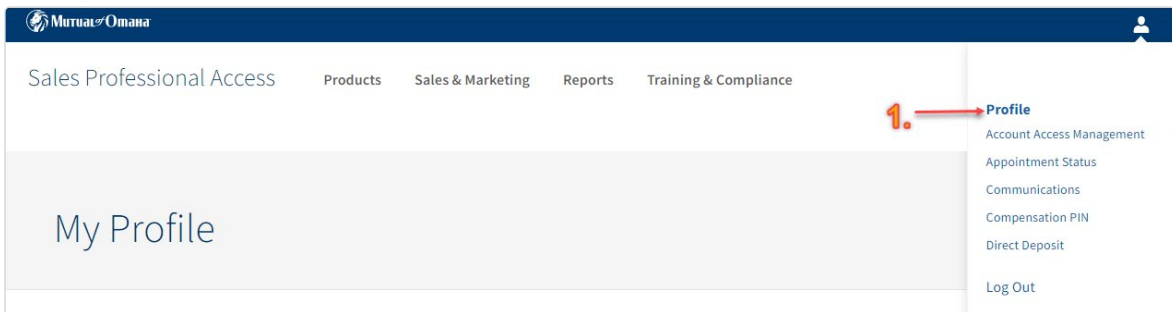 Mutual of Omaha
Sales Professional Access Products Sales & Marketing Reports Training & Compliance
1. Profile
Account Access Management
Appointment Status
Communications
Compensation PIN
Direct Deposit
Log Out
My Profile